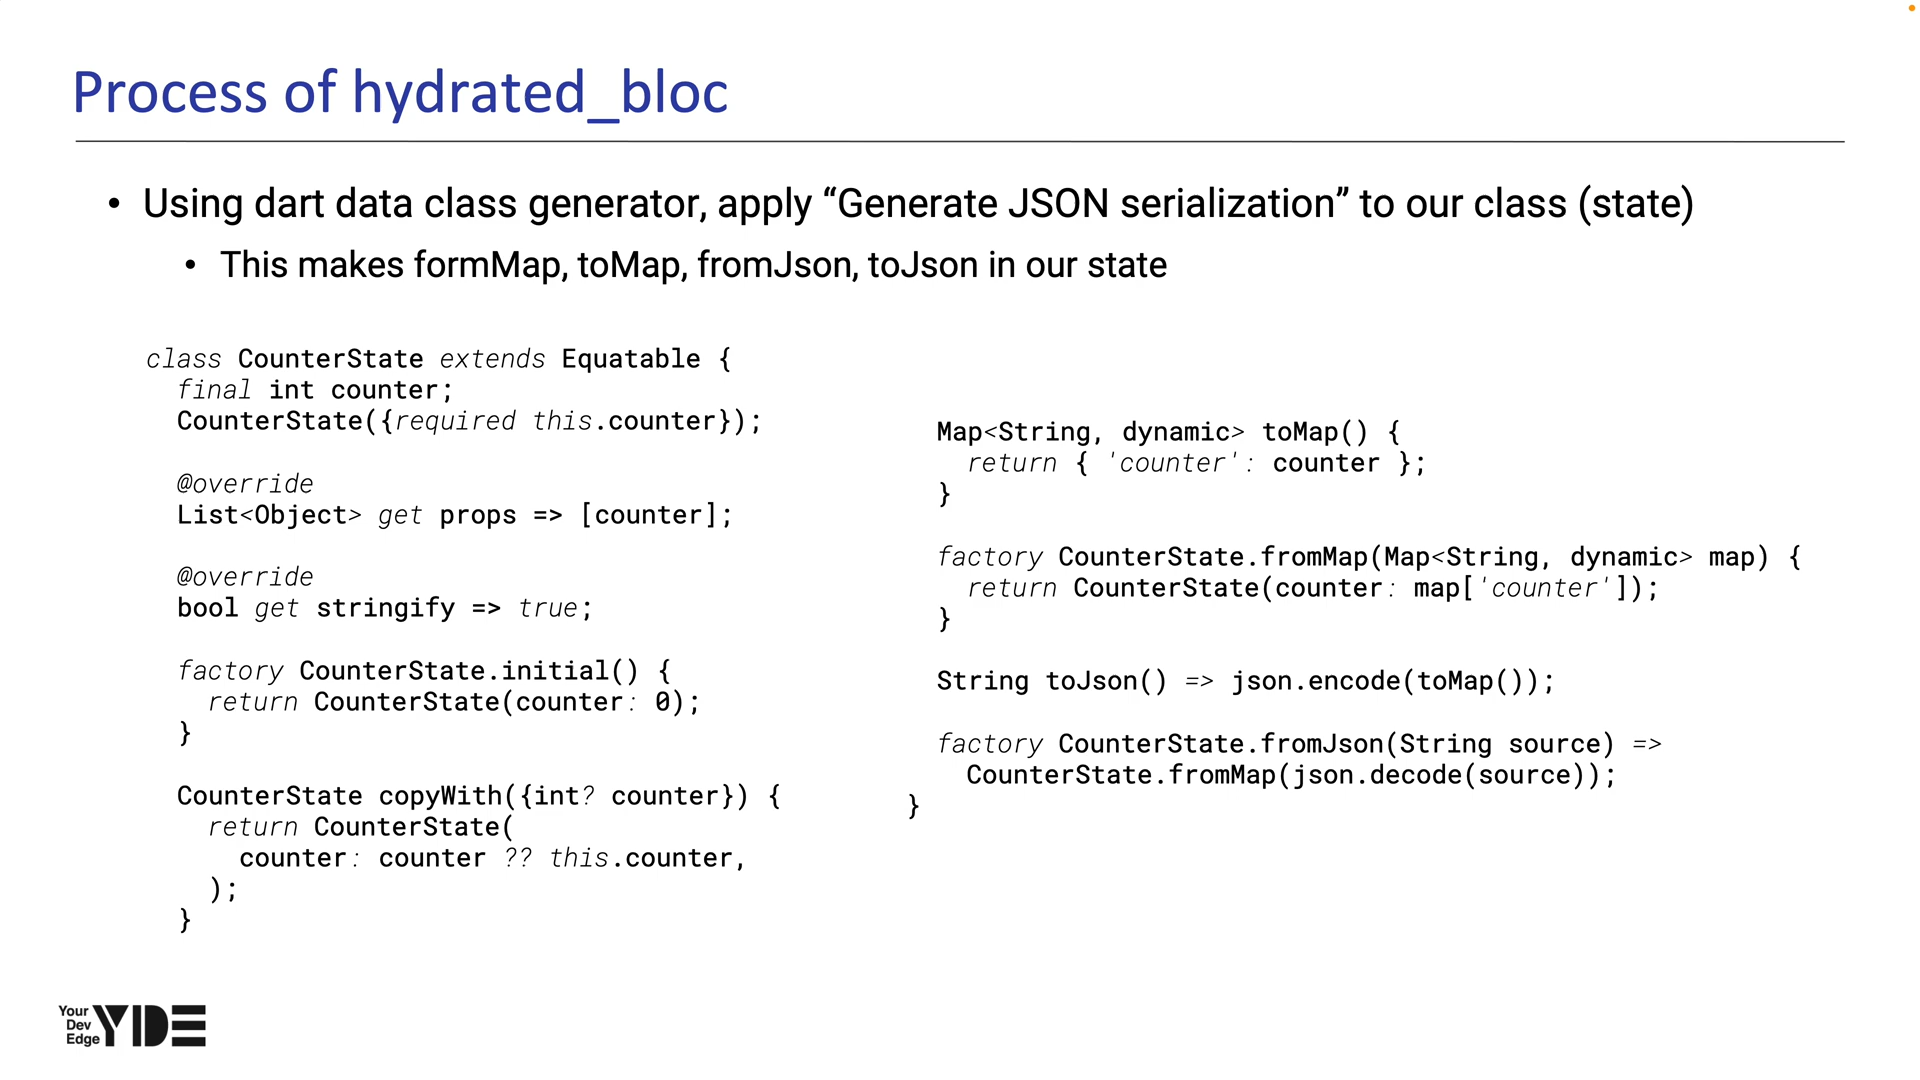 Process of hydrated_bloc
• Using dart data class generator, apply “Generate JSON serialization” to our class (state)
• This makes formMap, toMap, fromJson, toJson in our state
class CounterState extends Equatable {
  final int counter;
  CounterState({required this.counter});

  @override
  List<Object> get props => [counter];

  @override
  bool get stringify => true;

  factory CounterState.initial() {
    return CounterState(counter: 0);
  }

  CounterState copyWith({int? counter}) {
    return CounterState(
      counter: counter ?? this.counter,
    );
  }
  Map<String, dynamic> toMap() {
    return { 'counter': counter };
  }

  factory CounterState.fromMap(Map<String, dynamic> map) {
    return CounterState(counter: map['counter']);
  }

  String toJson() => json.encode(toMap());

  factory CounterState.fromJson(String source) =>
    CounterState.fromMap(json.decode(source));
}
Your
Dev
Edge
YDE